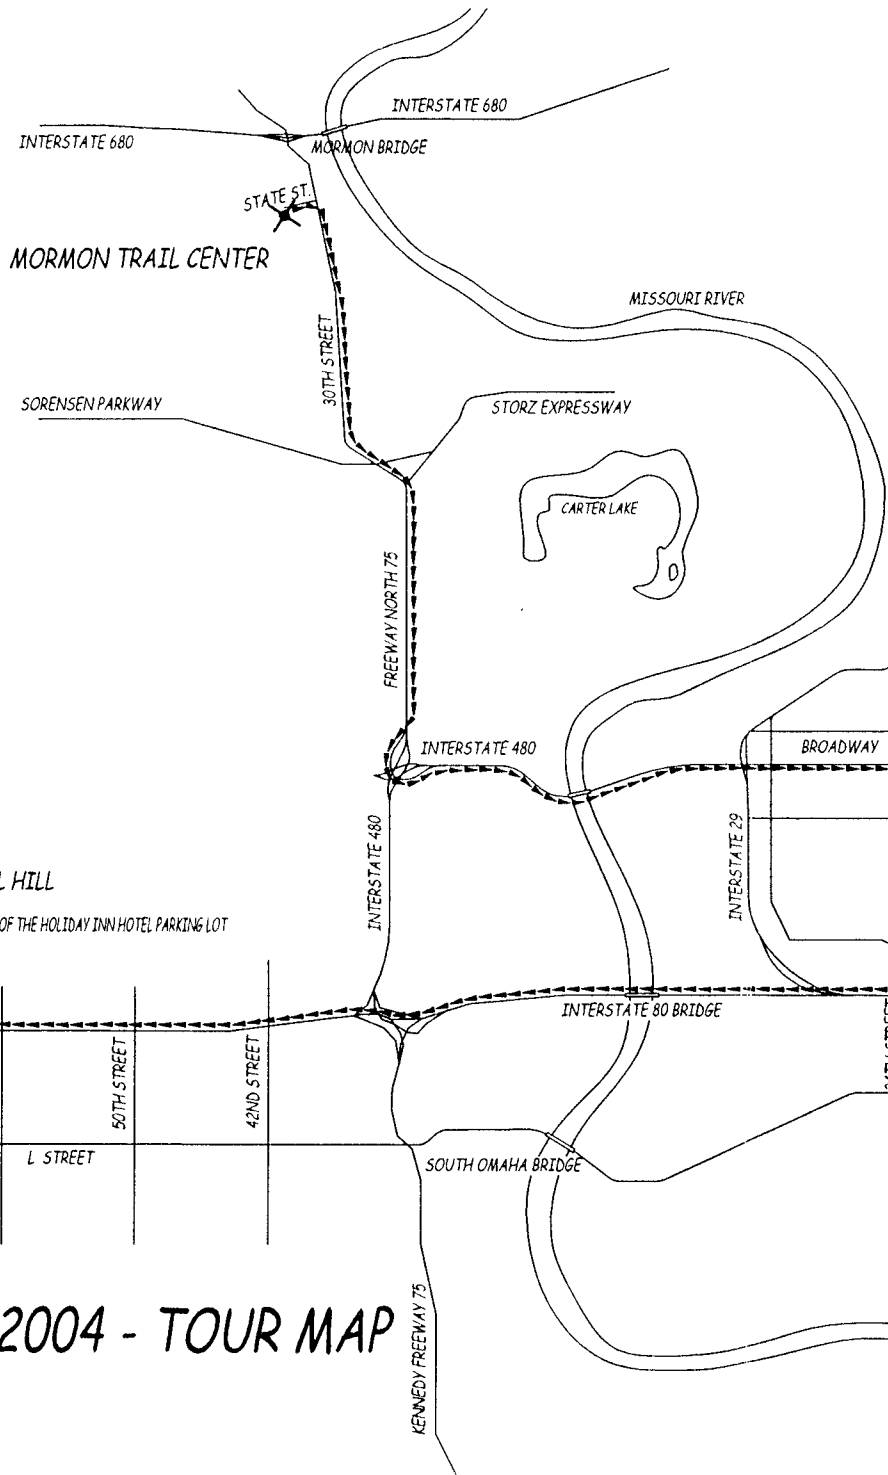 INTERSTATE 680
INTERSTATE 680
MORMON BRIDGE
STATE ST.
MORMON TRAIL CENTER
MISSOURI RIVER
30TH STREET
SORENSEN PARKWAY
STORZ EXPRESSWAY
CARTER LAKE
FREEWAY NORTH 75
INTERSTATE 480
BROADWAY
INTERSTATE 480
INTERSTATE 29
HILL
OF THE HOLIDAY INN HOTEL PARKING LOT
INTERSTATE 80 BRIDGE
50TH STREET
42ND STREET
L STREET
SOUTH OMAHA BRIDGE
KENNEDY FREEWAY 75
2004 - TOUR MAP